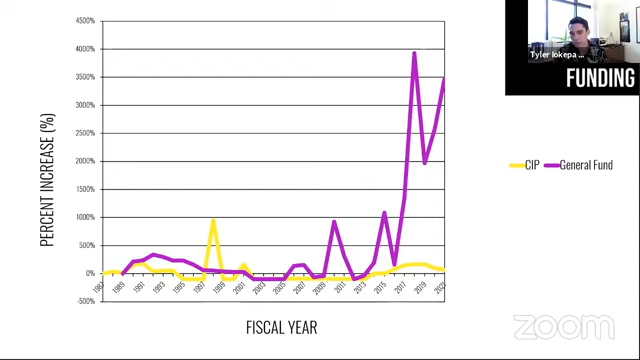 4500%
4000%
3500%
3000%
2500%
2000%
1500%
1000%
500%
0%
-500%
PERCENT INCREASE (%)
1987 1989 1991 1993 1995 1997 1999 2001 2003 2005 2007 2009 2011 2013 2015 2017 2019 2021
FISCAL YEAR
Tyler Iokepa ...
FUNDING
CIP General Fund
zoom